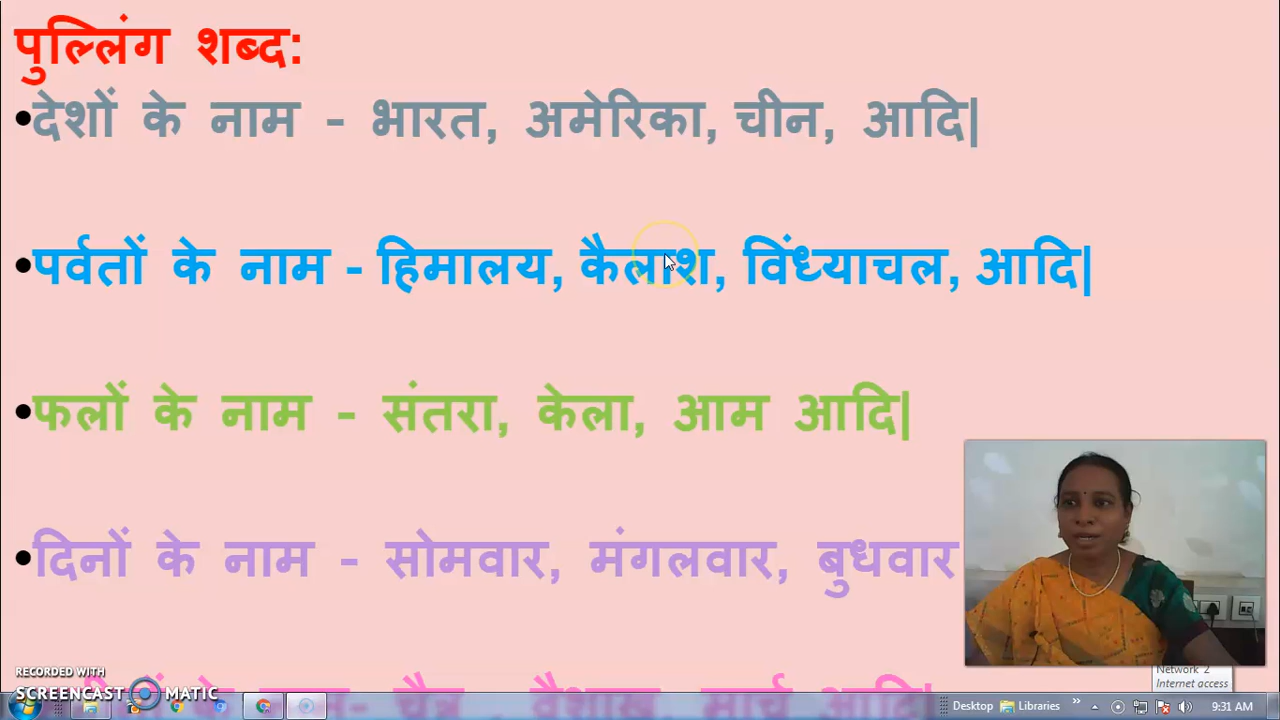 पुल्लिंग शब्द:
•देशों के नाम - भारत, अमेरिका, चीन, आदि|
•पर्वतों के नाम - हिमालय, कैलाश, विंध्याचल, आदि|
•फलों के नाम - संतरा, केला, आम आदि|
•दिनों के नाम - सोमवार, मंगलवार, बुधवार
RECORDED WITH
SCREENCAST MATIC
Network 2
Internet access
Desktop Libraries » 9:31 AM